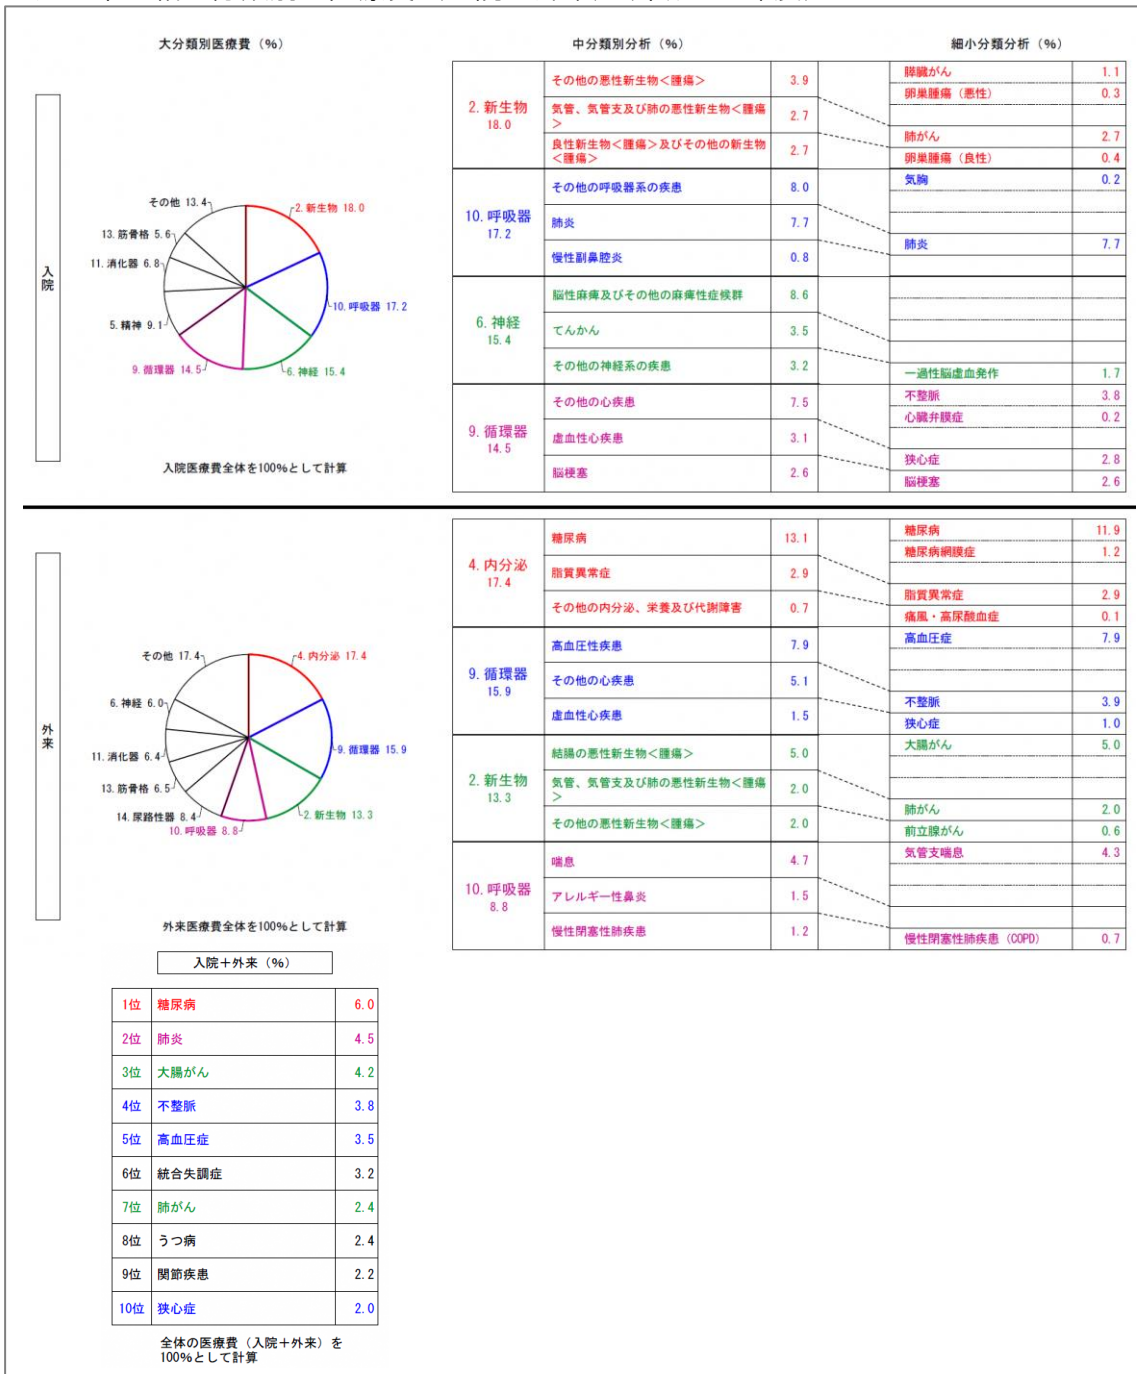 大分類別医療費（%）
中分類別分析（%）
細小分類分析（%）
入院
その他 13.4
2.新生物 18.0
13.筋骨格 5.6
11.消化器 6.8
10.呼吸器 17.2
5.精神 9.1
9.循環器 14.5
6.神経 15.4
入院医療費全体を100%として計算
2.新生物
18.0
その他の悪性新生物＜腫瘍＞ 3.9
気管、気管支及び肺の悪性新生物＜腫瘍
＞ 2.7
良性新生物＜腫瘍＞及びその他の新生物
＜腫瘍＞ 2.7
膵臓がん 1.1
卵巣腫瘍（悪性） 0.3
肺がん 2.7
卵巣腫瘍（良性） 0.4
10.呼吸器
17.2
その他の呼吸器系の疾患 8.0
肺炎 7.7
慢性副鼻腔炎 0.8
気胸 0.2
肺炎 7.7
6.神経
15.4
脳性麻痺及びその他の麻痺性症候群 8.6
てんかん 3.5
その他の神経系の疾患 3.2
一過性脳虚血発作 1.7
9.循環器
14.5
その他の心疾患 7.5
虚血性心疾患 3.1
脳梗塞 2.6
不整脈 3.8
心臓弁膜症 0.2
狭心症 2.8
脳梗塞 2.6
外来
その他 17.4
4.内分泌 17.4
6.神経 6.0
11.消化器 6.4
9.循環器 15.9
13.筋骨格 6.5
14.尿路性器 8.4
2.新生物 13.3
10.呼吸器 8.8
外来医療費全体を100%として計算
4.内分泌
17.4
糖尿病 13.1
脂質異常症 2.9
その他の内分泌、栄養及び代謝障害 0.7
糖尿病 11.9
糖尿病網膜症 1.2
脂質異常症 2.9
痛風・高尿酸血症 0.1
9.循環器
15.9
高血圧性疾患 7.9
その他の心疾患 5.1
虚血性心疾患 1.5
高血圧症 7.9
不整脈 3.9
狭心症 1.0
2.新生物
13.3
結腸の悪性新生物＜腫瘍＞ 5.0
気管、気管支及び肺の悪性新生物＜腫瘍
＞ 2.0
その他の悪性新生物＜腫瘍＞ 2.0
大腸がん 5.0
肺がん 2.0
前立腺がん 0.6
10.呼吸器
8.8
喘息 4.7
アレルギー性鼻炎 1.5
慢性閉塞性肺疾患 1.2
気管支喘息 4.3
慢性閉塞性肺疾患（COPD） 0.7
入院＋外来（%）
1位 糖尿病 6.0
2位 肺炎 4.5
3位 大腸がん 4.2
4位 不整脈 3.8
5位 高血圧症 3.5
6位 統合失調症 3.2
7位 肺がん 2.4
8位 うつ病 2.4
9位 関節疾患 2.2
10位 狭心症 2.0
全体の医療費（入院＋外来）を
100%として計算